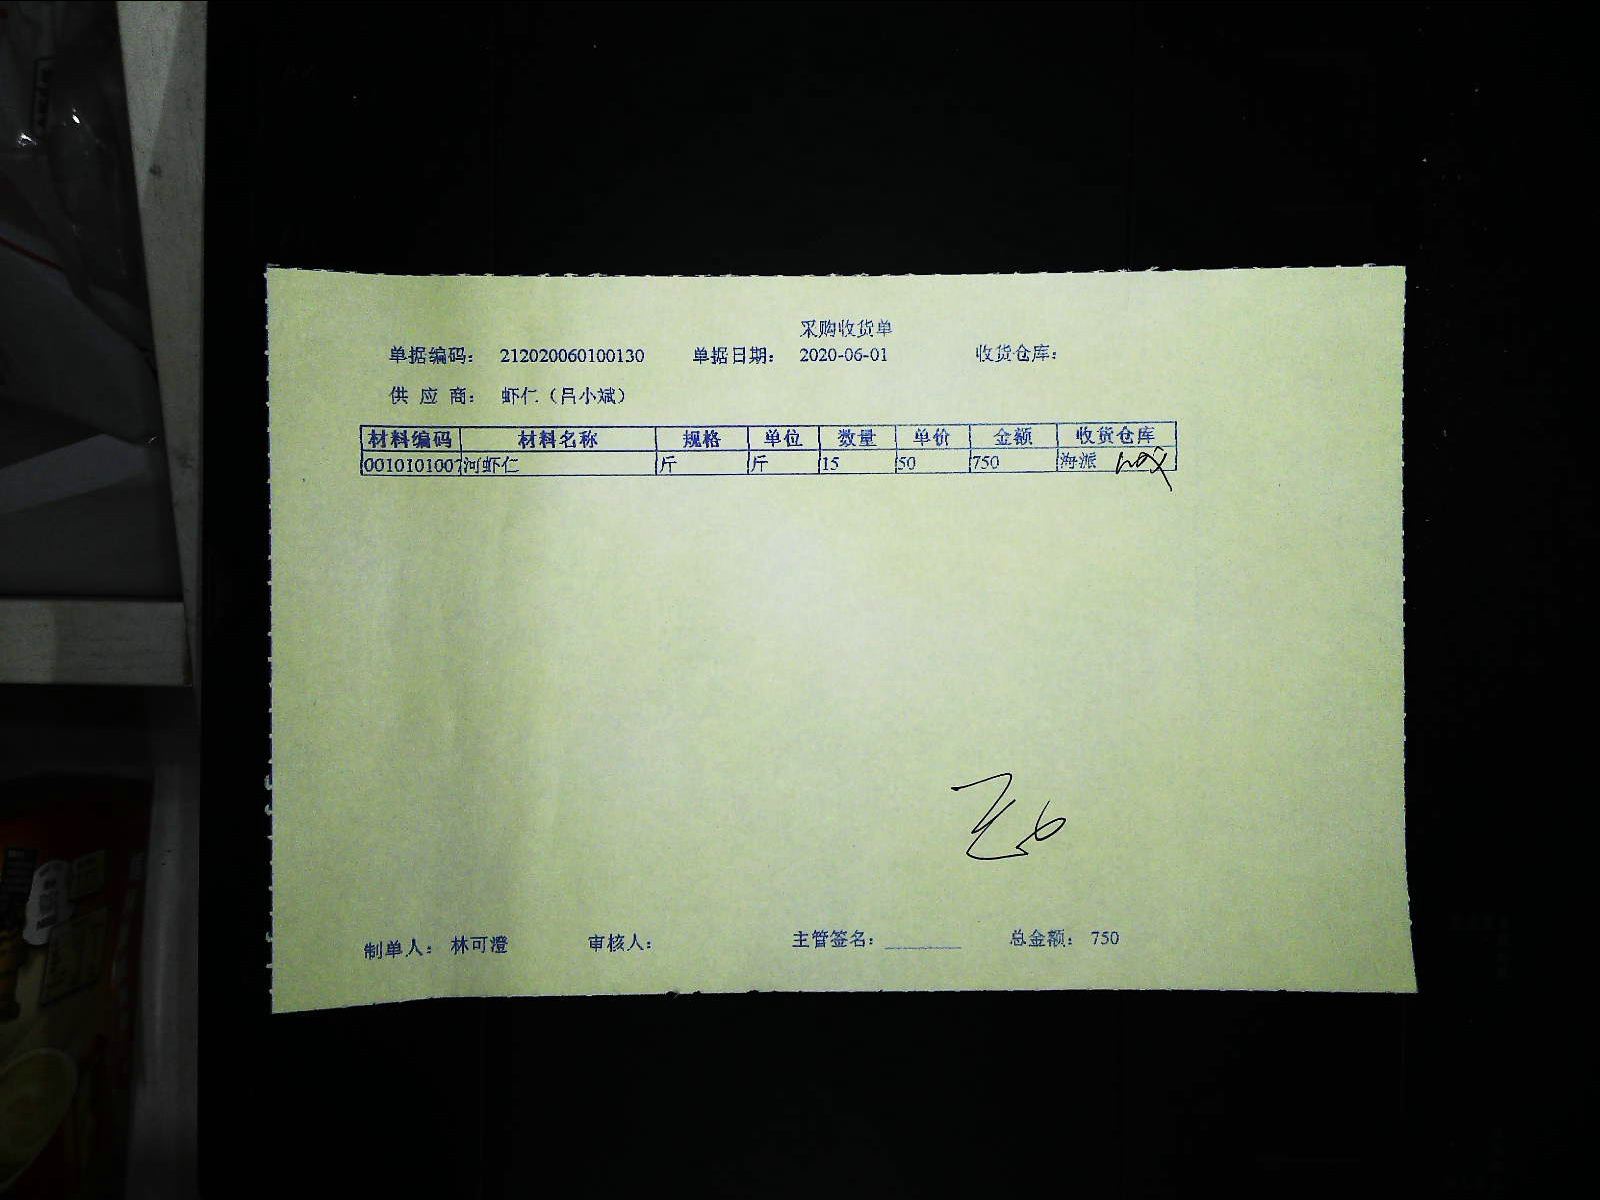 采购收货单
单据编码： 212020060100130 单据日期： 2020-06-01 收货仓库：
供 应 商： 虾仁（吕小斌）
材料编码 材料名称 规格 单位 数量 单价 金额 收货仓库
0010101007 河虾仁 斤 斤 15 50 750 海派
制单人： 林可澄 审核人： 主管签名： 总金额： 750